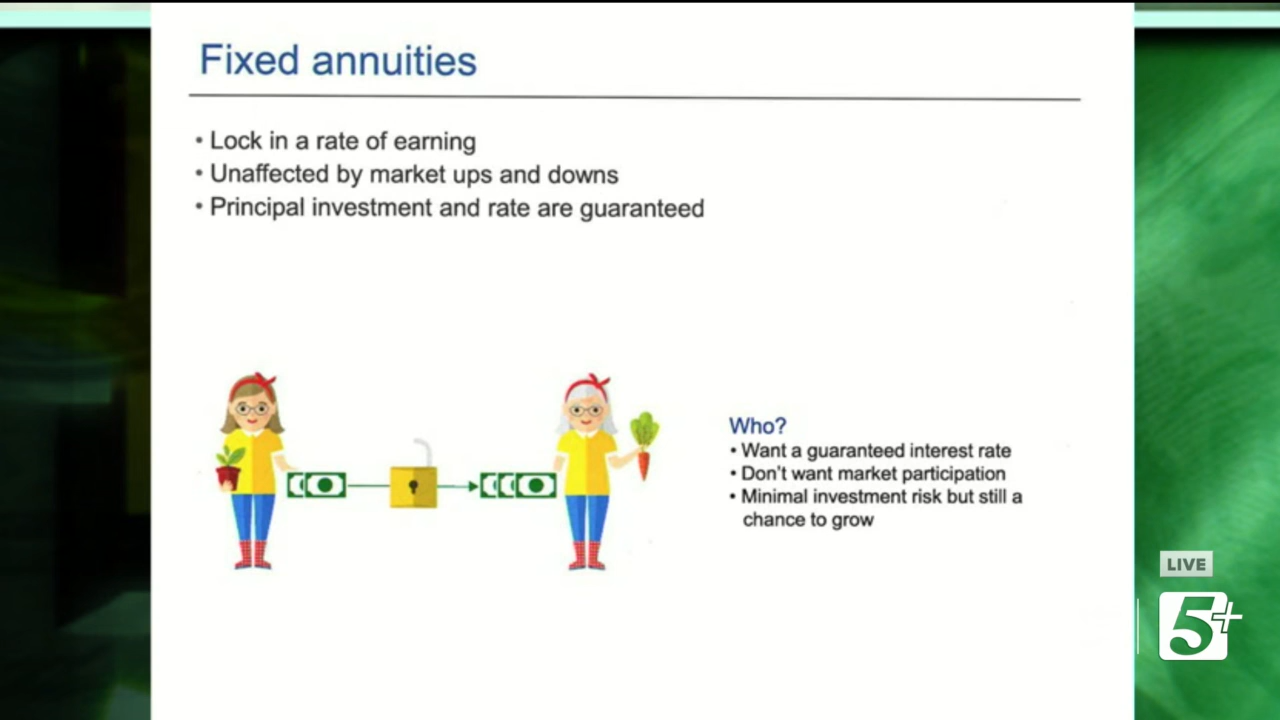 Fixed annuities
• Lock in a rate of earning
• Unaffected by market ups and downs
• Principal investment and rate are guaranteed
Who?
• Want a guaranteed interest rate
• Don't want market participation
• Minimal investment risk but still a
chance to grow
LIVE
5+